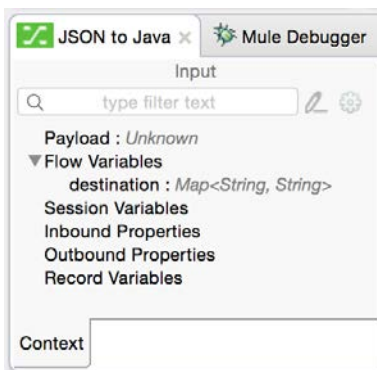 JSON to Java Mule Debugger
Input
type filter text
Payload : Unknown
Flow Variables
destination : Map<String, String>
Session Variables
Inbound Properties
Outbound Properties
Record Variables
Context